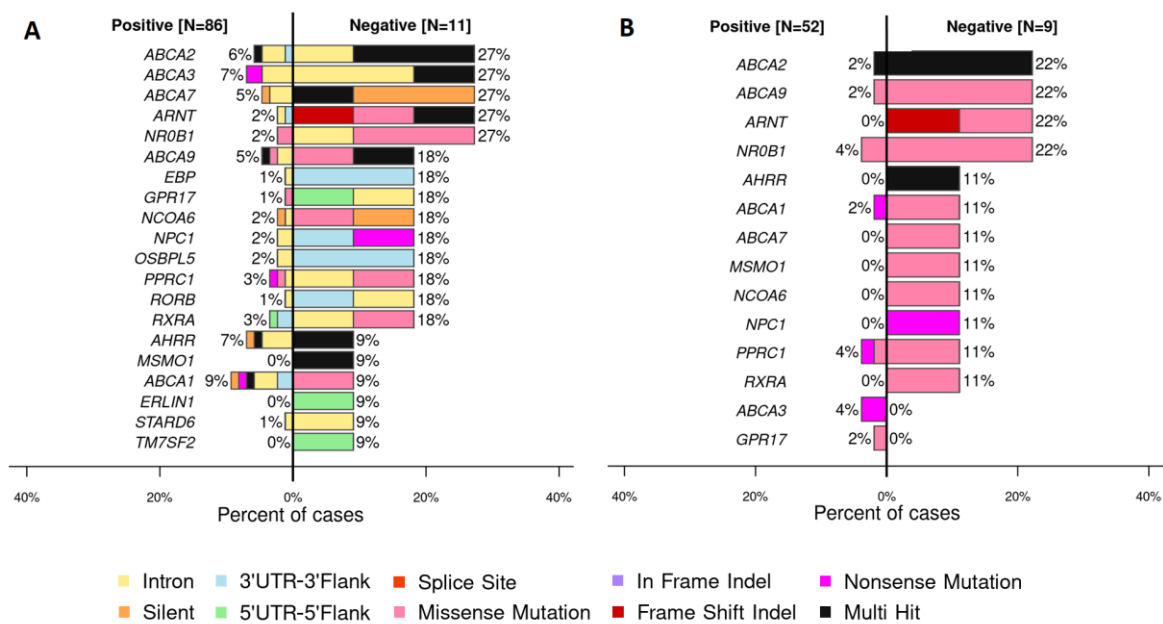 A
Positive [N=86] Negative [N=11]
ABCA2 6% 27%
ABCA3 7% 27%
ABCA7 5% 27%
ARNT 2% 27%
NR0B1 2% 27%
ABCA9 5% 18%
EBP 1% 18%
GPR17 1% 18%
NCOA6 2% 18%
NPC1 2% 18%
OSBPL5 2% 18%
PPRC1 3% 18%
RORB 1% 18%
RXRA 3% 18%
AHRR 7% 9%
MSMO1 0% 9%
ABCA1 9% 9%
ERLIN1 0% 9%
STARD6 1% 9%
TM7SF2 0% 9%
40% 20% 0% 20% 40%
Percent of cases
B
Positive [N=52] Negative [N=9]
ABCA2 2% 22%
ABCA9 2% 22%
ARNT 0% 22%
NR0B1 4% 22%
AHRR 0% 11%
ABCA1 2% 11%
ABCA7 0% 11%
MSMO1 0% 11%
NCOA6 0% 11%
NPC1 0% 11%
PPRC1 4% 11%
RXRA 0% 11%
ABCA3 4% 0%
GPR17 2% 0%
40% 20% 0% 20% 40%
Percent of cases
Intron 3'UTR-3'Flank Splice Site In Frame Indel Nonsense Mutation
Silent 5'UTR-5'Flank Missense Mutation Frame Shift Indel Multi Hit